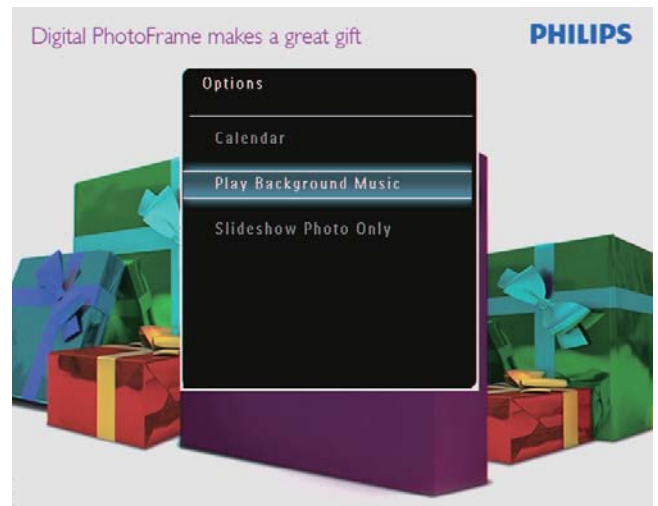 Digital PhotoFrame makes a great gift
PHILIPS
Options
Calendar
Play Background Music
Slideshow Photo Only